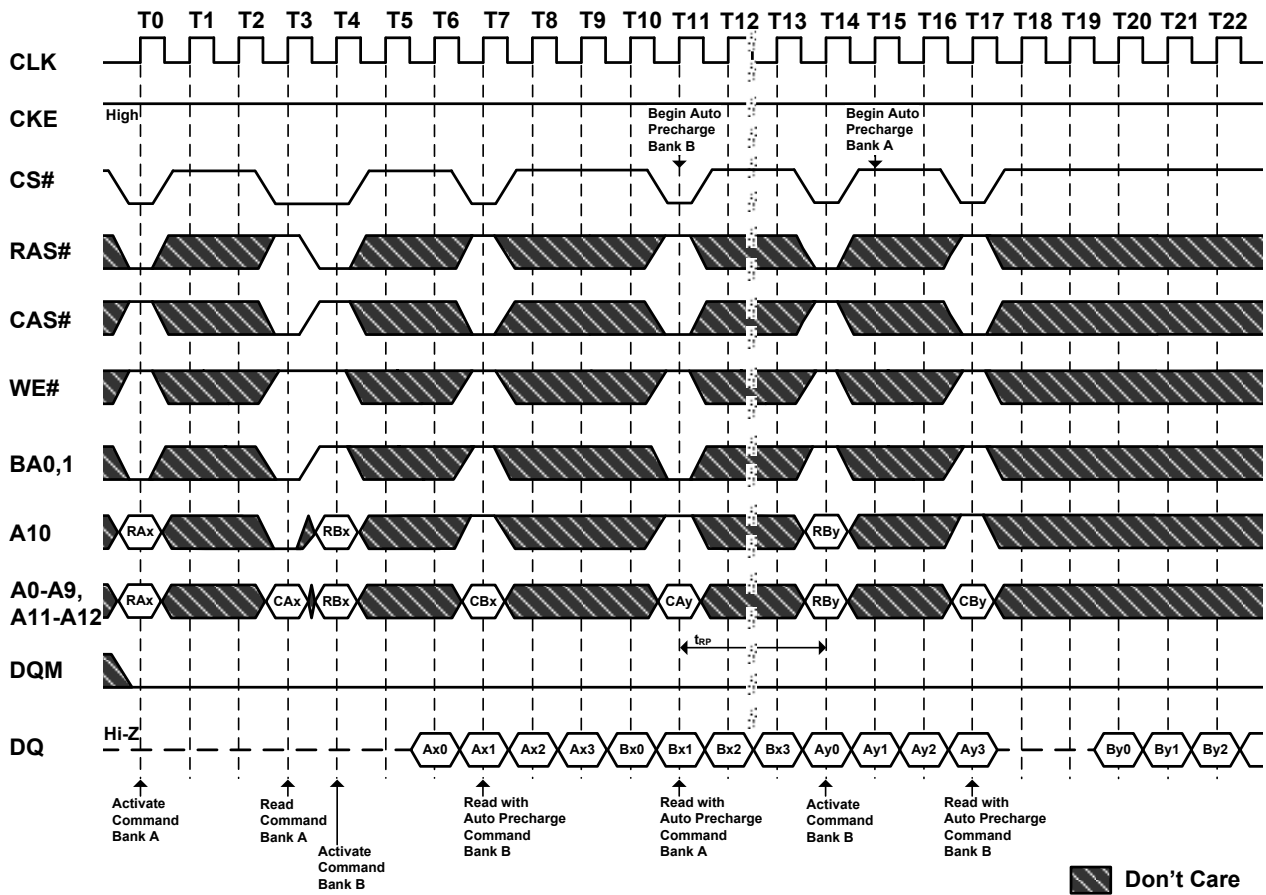 T0 T1 T2 T3 T4 T5 T6 T7 T8 T9 T10 T11 T12 T13 T14 T15 T16 T17 T18 T19 T20 T21 T22
CLK
CKE
High
Begin Auto
Precharge
Bank B
Begin Auto
Precharge
Bank A
CS#
RAS#
CAS#
WE#
BA0,1
A10
RAx RBx RBy
A0-A9,
A11-A12
RAx CAx RBx CBx CAy RBy CBy
tRP
DQM
DQ
Hi-Z
Ax0 Ax1 Ax2 Ax3 Bx0 Bx1 Bx2 Bx3 Ay0 Ay1 Ay2 Ay3 By0 By1 By2
Activate
Command
Bank A
Read
Command
Bank A
Activate
Command
Bank B
Read with
Auto Precharge
Command
Bank B
Read with
Auto Precharge
Command
Bank A
Activate
Command
Bank B
Read with
Auto Precharge
Command
Bank B
Don't Care